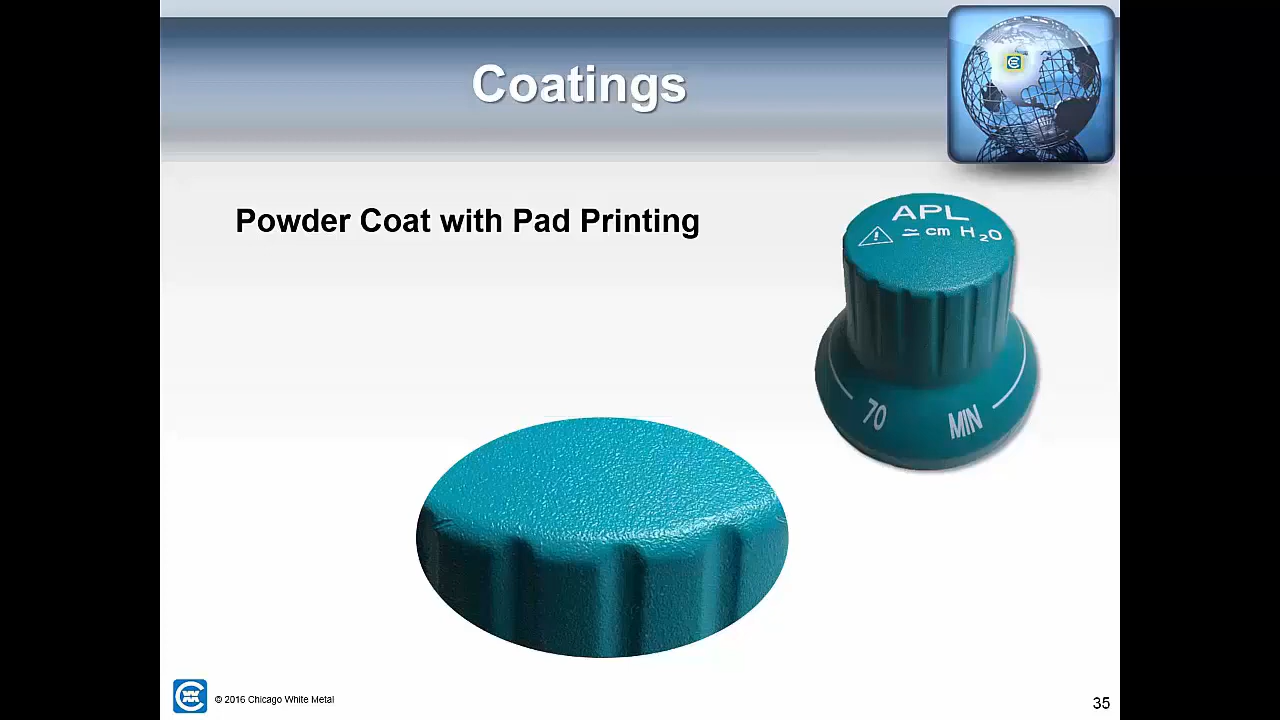 Coatings
Powder Coat with Pad Printing
APL
≃ cm H₂O
70
MIN
© 2016 Chicago White Metal
35